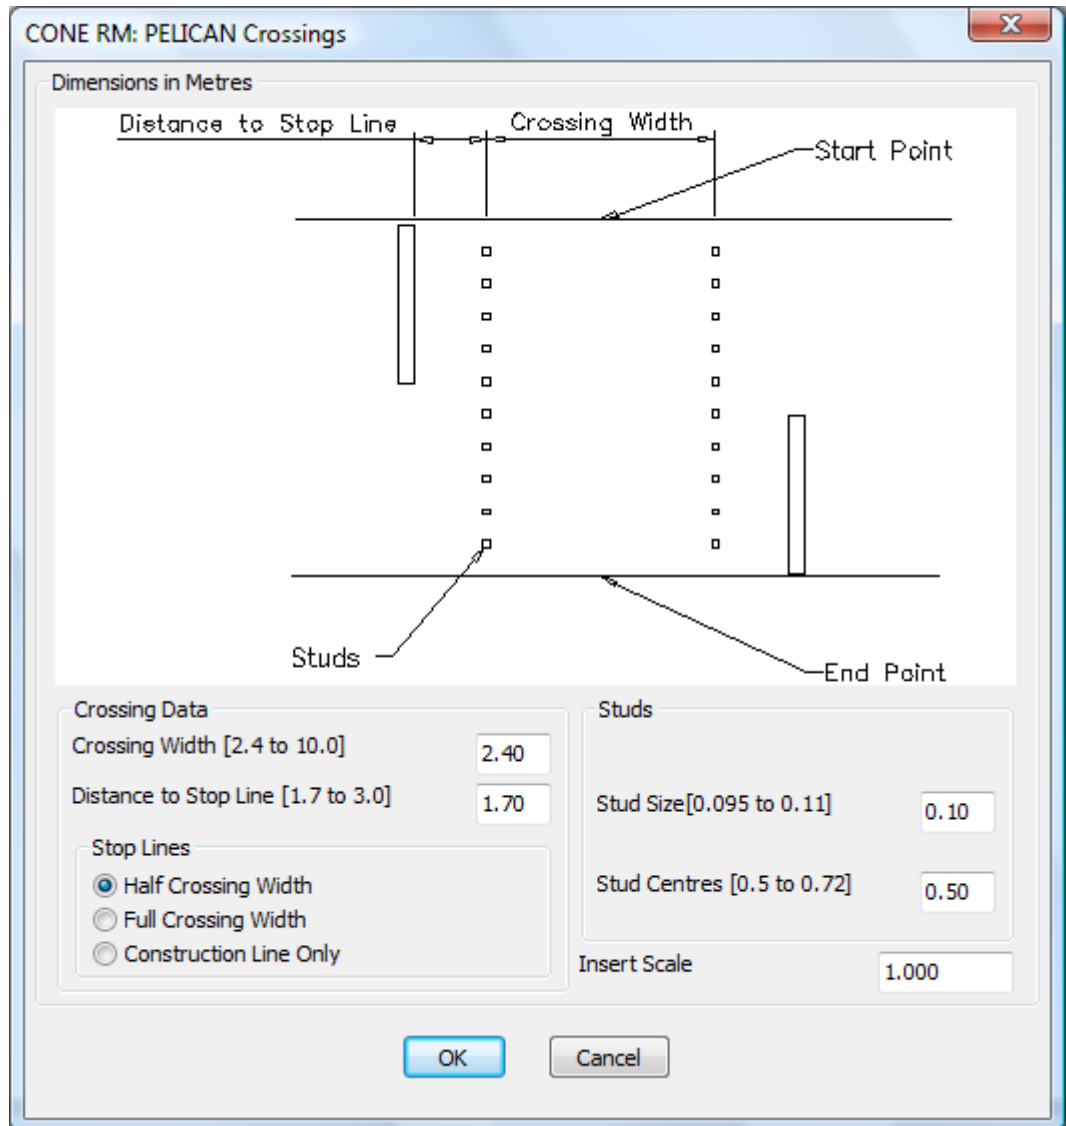 CONE RM: PELICAN Crossings
Dimensions in Metres
Distance to Stop Line
Crossing Width
Start Point
Studs
End Point
Crossing Data
Crossing Width [2.4 to 10.0]
2.40
Distance to Stop Line [1.7 to 3.0]
1.70
Stop Lines
Half Crossing Width
Full Crossing Width
Construction Line Only
Studs
Stud Size[0.095 to 0.11]
0.10
Stud Centres [0.5 to 0.72]
0.50
Insert Scale
1.000
OK
Cancel